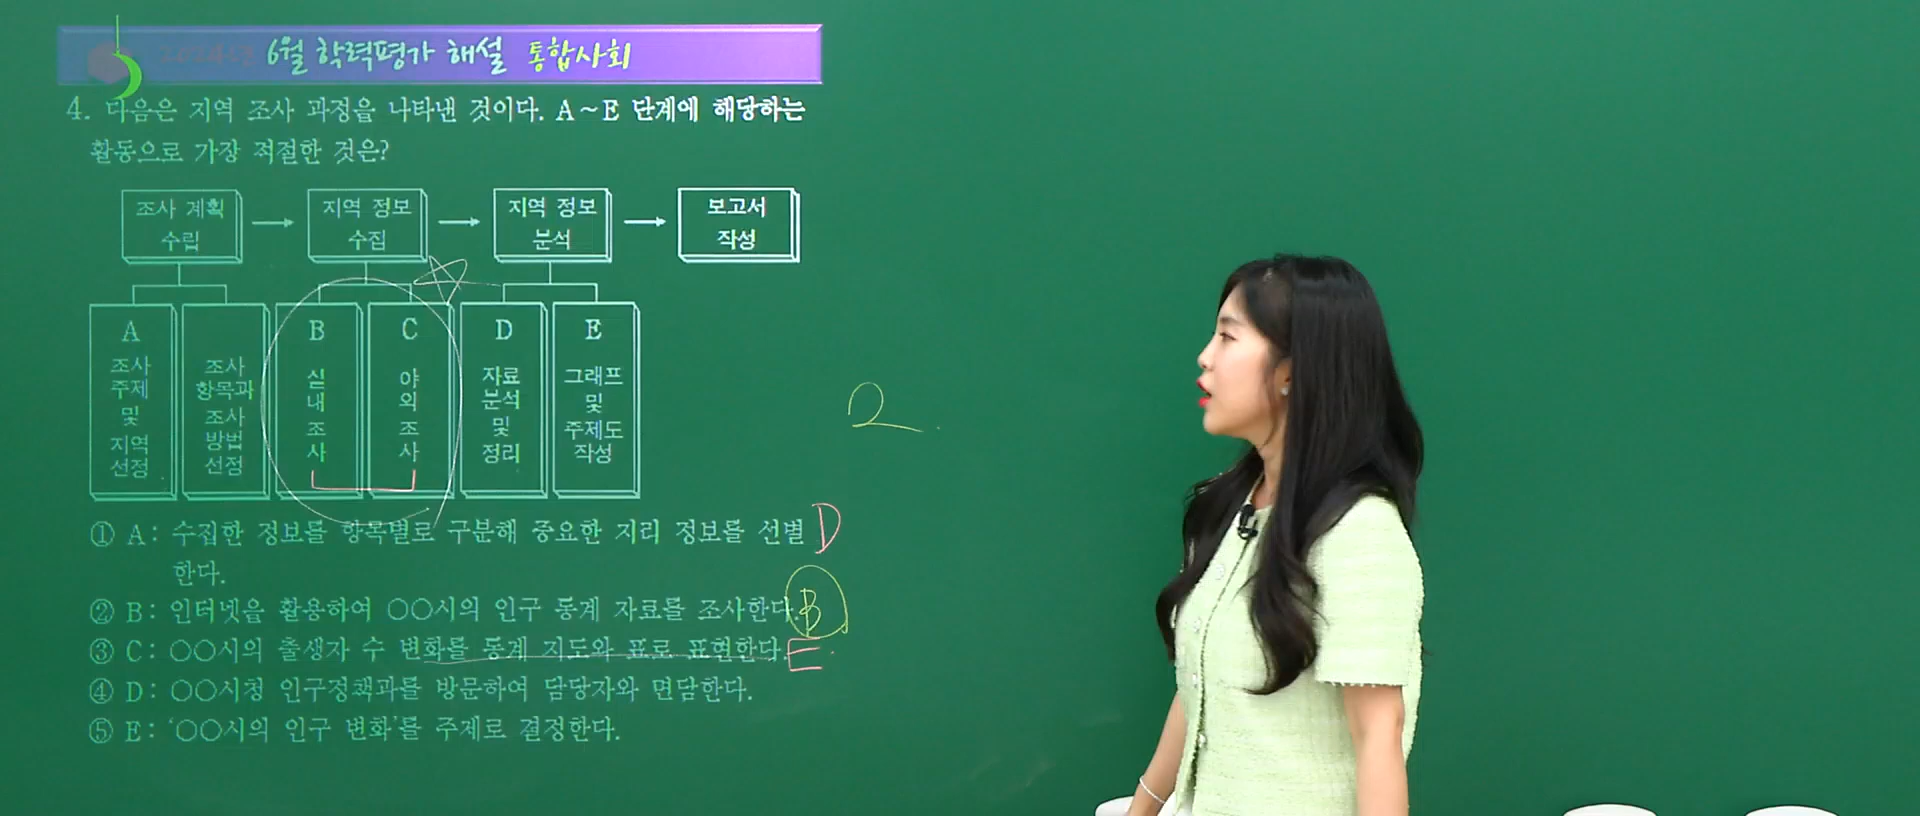 6월 학력평가 해설 통합사회
4. 다음은 지역 조사 과정을 나타낸 것이다. A~E 단계에 해당하는
활동으로 가장 적절한 것은?
조사 계획 수립 → 지역 정보 수집 → 지역 정보 분석 → 보고서 작성
A 조사 주제 및 지역 선정
조사 항목과 조사 방법 선정
B 실내 조사
C 야외 조사
D 자료 분석 및 정리
E 그래프 및 주제도 작성
2
① A: 수집한 정보를 항목별로 구분해 중요한 지리 정보를 선별 D
한다.
② B: 인터넷을 활용하여 ○○시의 인구 통계 자료를 조사한다. B
③ C: ○○시의 출생자 수 변화를 통계 지도와 표로 표현한다. E
④ D: ○○시청 인구정책과를 방문하여 담당자와 면담한다.
⑤ E: '○○시의 인구 변화'를 주제로 결정한다.